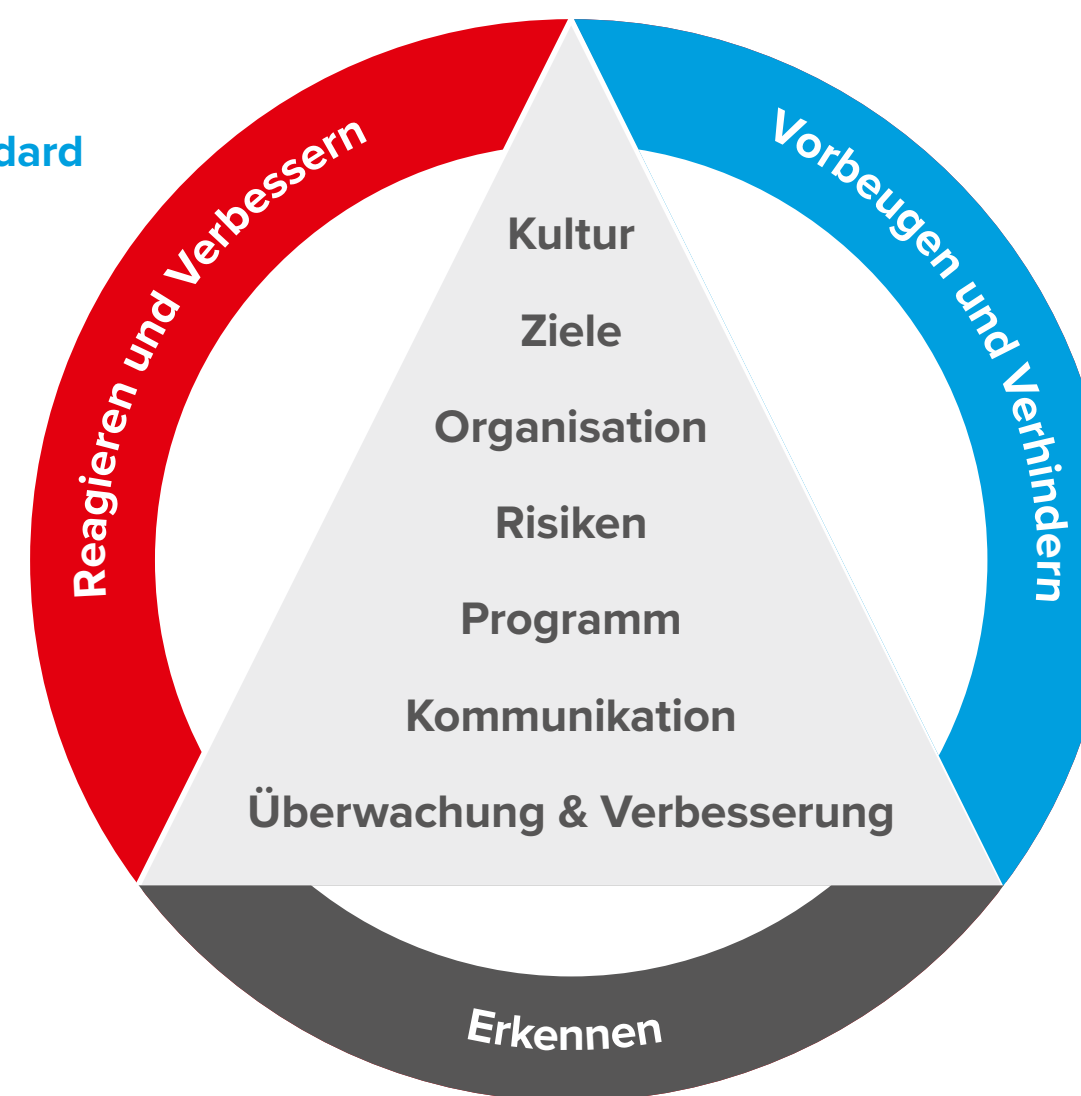 dard
Reagieren und Verbessern
Vorbeugen und Verhindern
Kultur
Ziele
Organisation
Risiken
Programm
Kommunikation
Überwachung & Verbesserung
Erkennen